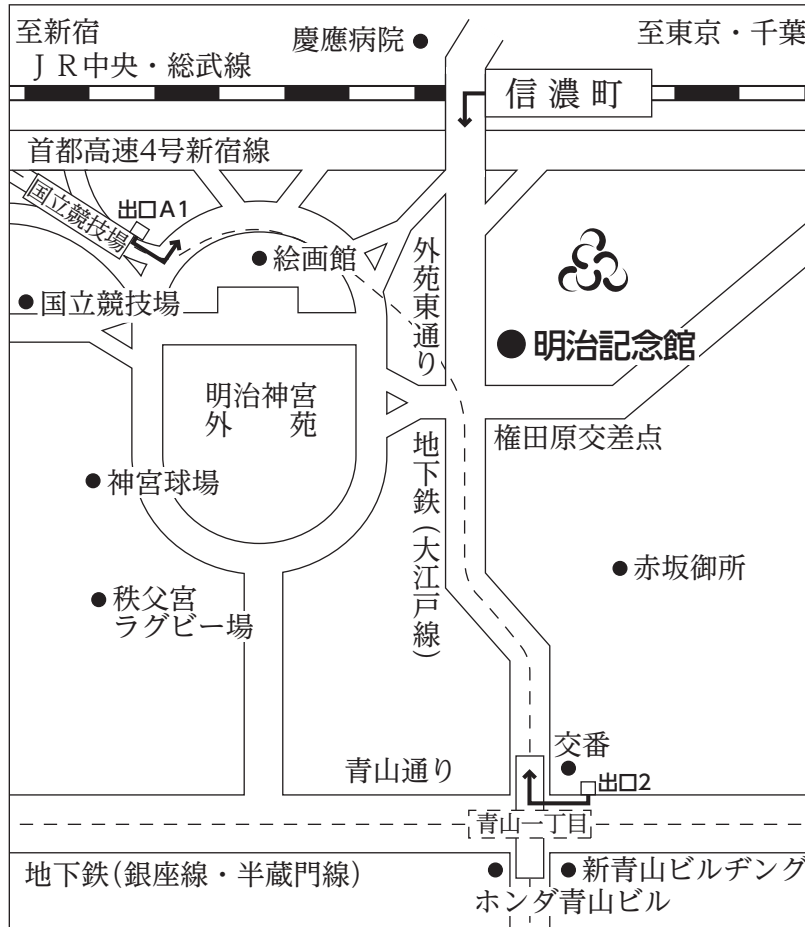 至新宿
慶應病院
至東京・千葉
ＪＲ中央・総武線
信濃町
首都高速4号新宿線
国立競技場
出口A1
絵画館
国立競技場
外苑東通り
明治記念館
明治神宮
外苑
権田原交差点
神宮球場
地下鉄(大江戸線)
赤坂御所
秩父宮
ラグビー場
交番
青山通り
出口2
青山一丁目
地下鉄(銀座線・半蔵門線)
新青山ビルヂング
ホンダ青山ビル